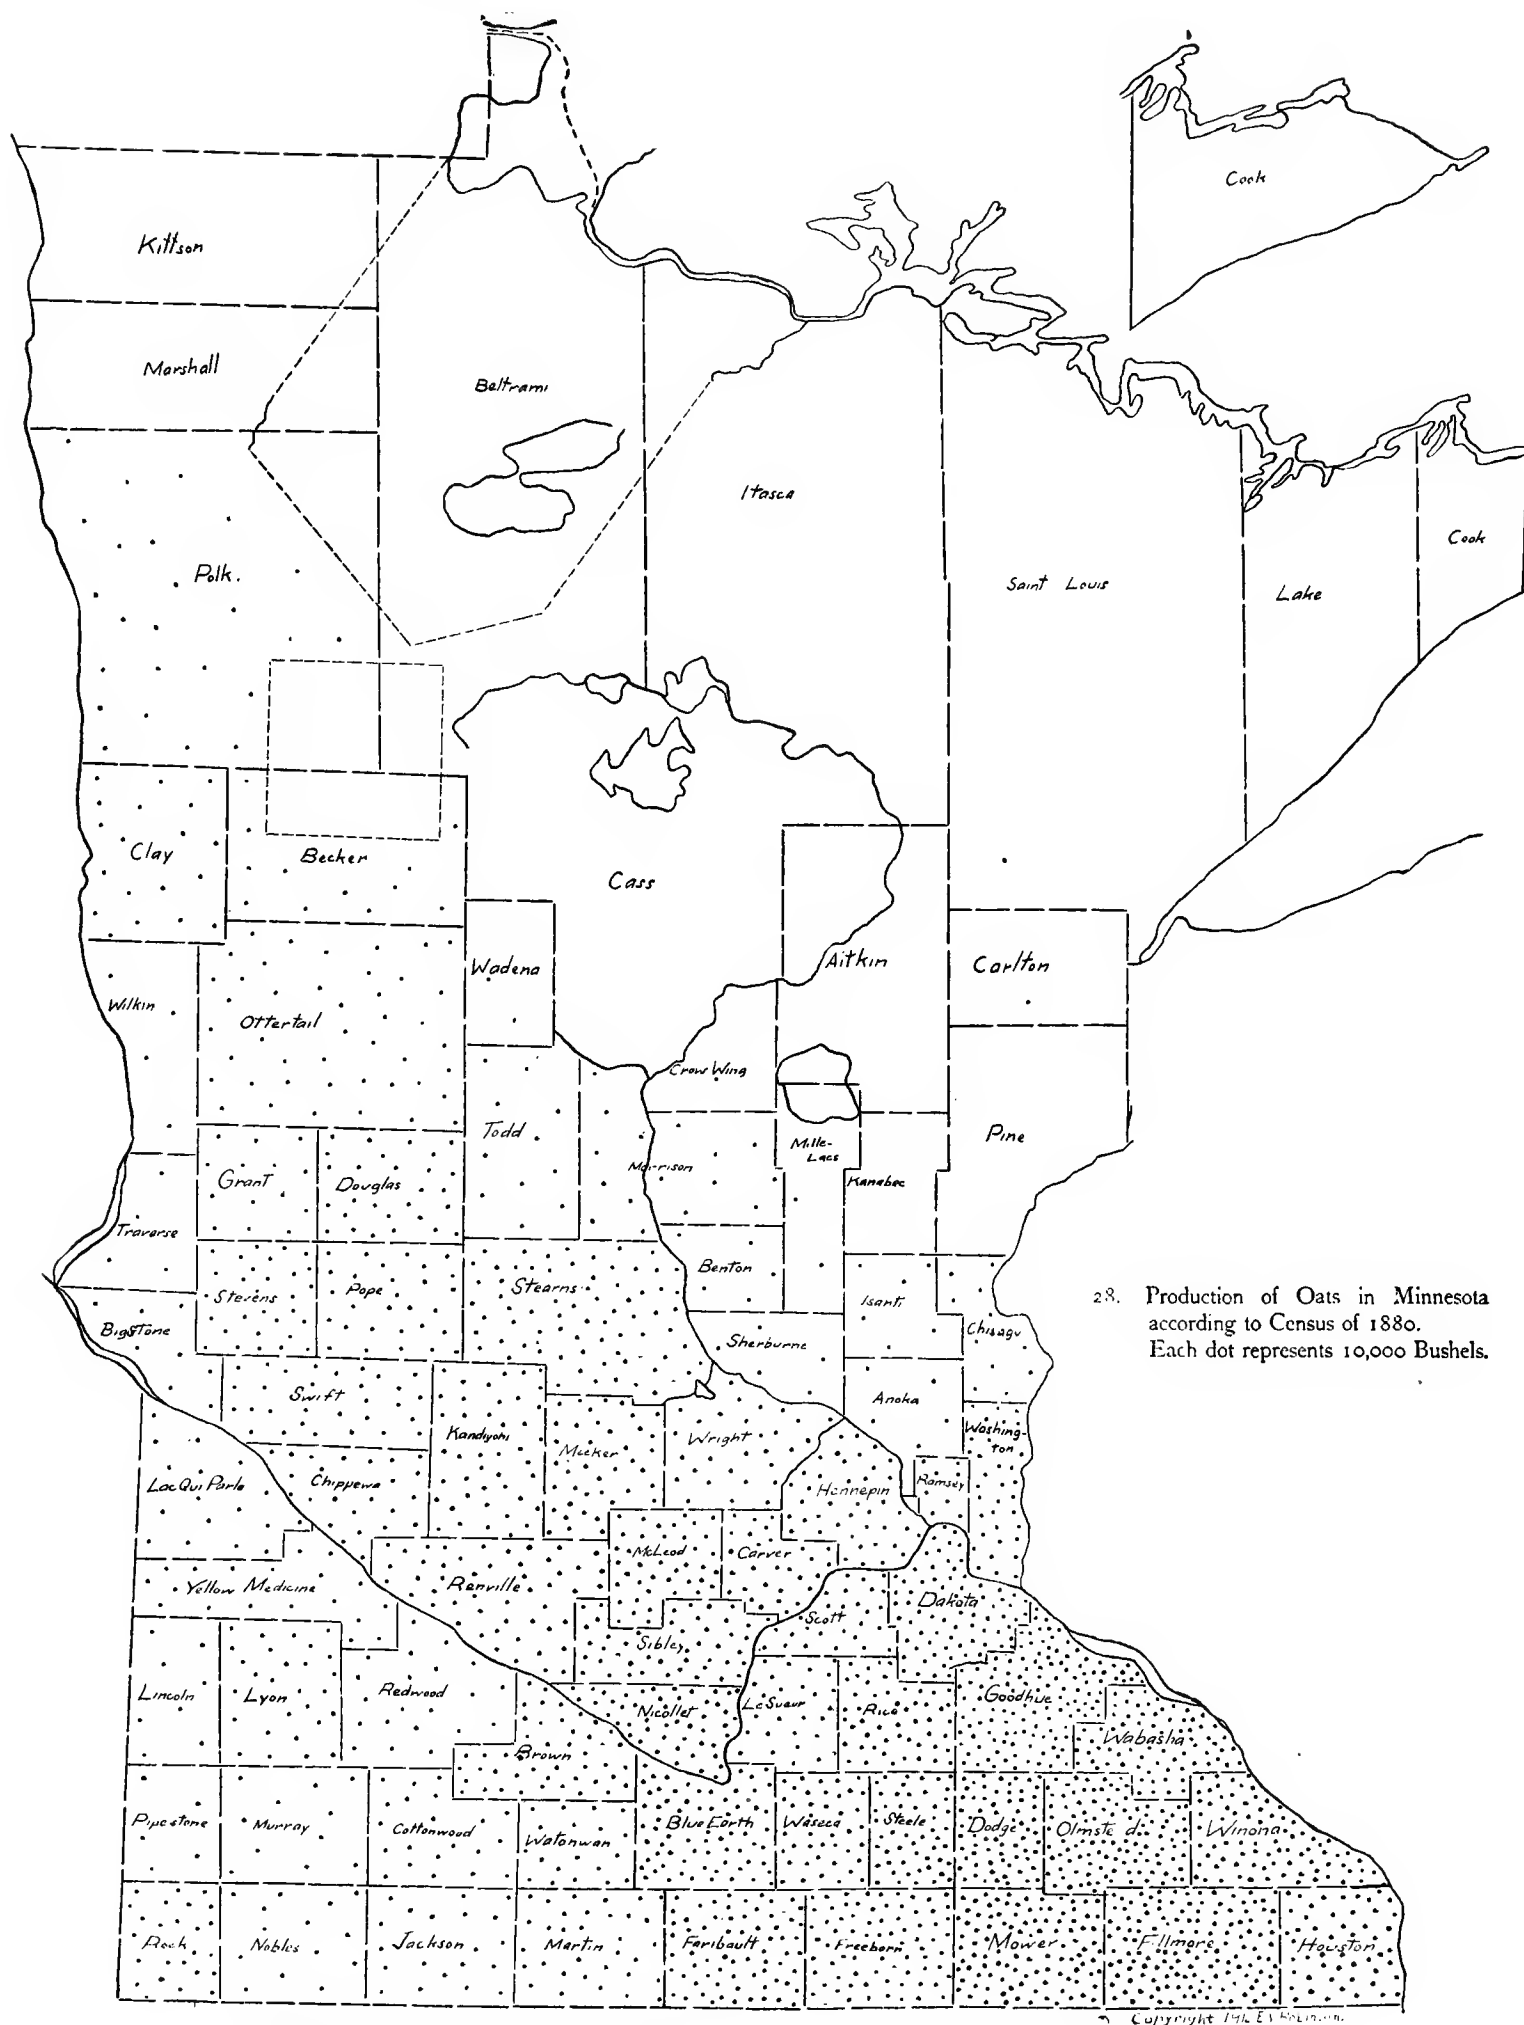 Cook
Kittson
Marshall
Beltrami
Itasca
Cook
Polk.
Saint Louis
Lake
Clay
Becker
Cass
Wadena
Aitkin
Carlton
Wilkin
Ottertail
Crow Wing
Todd
Mille-
Lacs
Pine
Morrison
Grant
Douglas
Kanabec
Traverse
Benton
Stevens
Pope
Stearns
Isanti
28. Production of Oats in Minnesota
according to Census of 1880.
Each dot represents 10,000 Bushels.
BigStone
Sherburne
Chisago
Swift
Anoka
Kandiyohi
Meeker
Wright
Washing-
ton
Lac Qui Parle
Chippewa
Hennepin
Ramsey
McLeod
Carver
Yellow Medicine
Renville
Dakota
Scott
Sibley
Lincoln
Lyon
Redwood
Nicollet
LeSueur
Rice
Goodhue
Brown
Wabasha
Pipestone
Murray
Cottonwood
Watonwan
Blue Earth
Waseca
Steele
Dodge
Olmsted
Winona
Rock
Nobles
Jackson
Martin
Faribault
Freeborn
Mower
Fillmore
Houston
Copyright